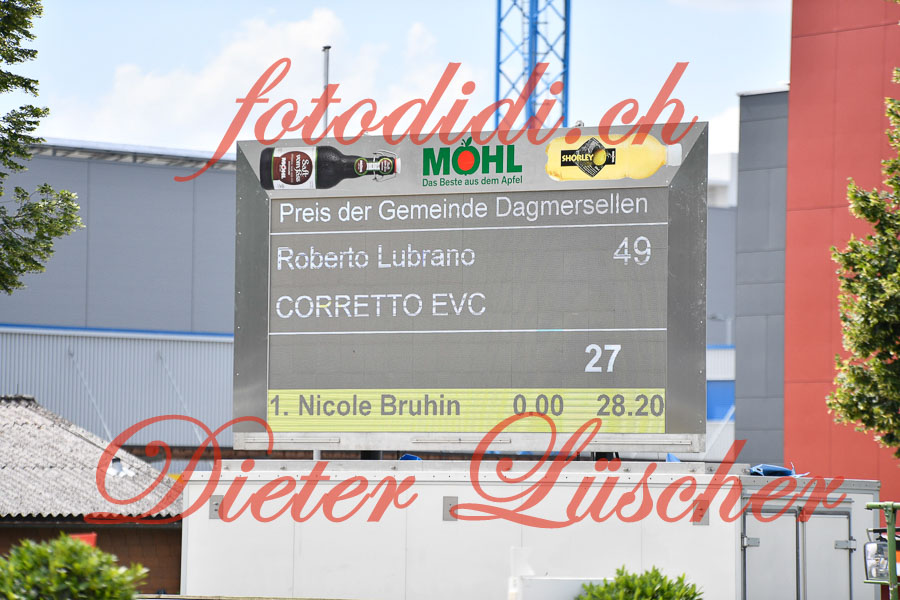 fotodidi.ch
MÖHL
Das Beste aus dem Apfel
SHORLEY
Preis der Gemeinde Dagmersellen
Roberto Lubrano 49
CORRETTO EVC
27
1. Nicole Bruhin 0.00 28.20
Dieter Lüscher